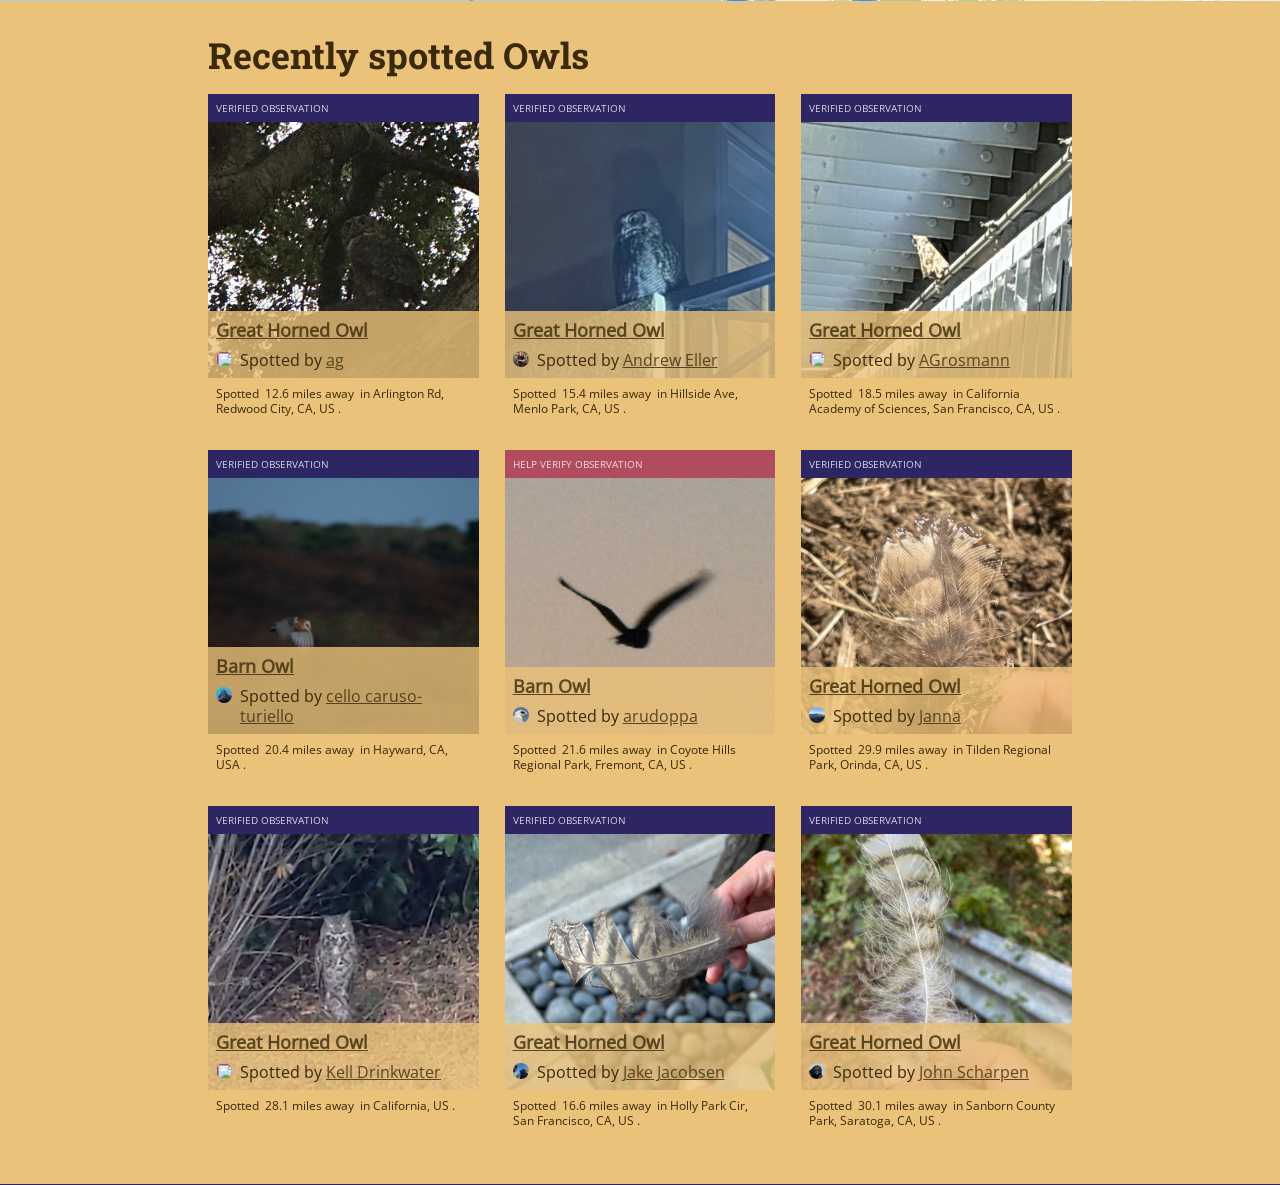 Recently spotted Owls
VERIFIED OBSERVATION
Great Horned Owl
Spotted by ag
Spotted 12.6 miles away in Arlington Rd,
Redwood City, CA, US .
VERIFIED OBSERVATION
Great Horned Owl
Spotted by Andrew Eller
Spotted 15.4 miles away in Hillside Ave,
Menlo Park, CA, US .
VERIFIED OBSERVATION
Great Horned Owl
Spotted by AGrosmann
Spotted 18.5 miles away in California
Academy of Sciences, San Francisco, CA, US .
VERIFIED OBSERVATION
Barn Owl
Spotted by cello caruso-
turiello
Spotted 20.4 miles away in Hayward, CA,
USA .
HELP VERIFY OBSERVATION
Barn Owl
Spotted by arudoppa
Spotted 21.6 miles away in Coyote Hills
Regional Park, Fremont, CA, US .
VERIFIED OBSERVATION
Great Horned Owl
Spotted by Janna
Spotted 29.9 miles away in Tilden Regional
Park, Orinda, CA, US .
VERIFIED OBSERVATION
Great Horned Owl
Spotted by Kell Drinkwater
Spotted 28.1 miles away in California, US .
VERIFIED OBSERVATION
Great Horned Owl
Spotted by Jake Jacobsen
Spotted 16.6 miles away in Holly Park Cir,
San Francisco, CA, US .
VERIFIED OBSERVATION
Great Horned Owl
Spotted by John Scharpen
Spotted 30.1 miles away in Sanborn County
Park, Saratoga, CA, US .